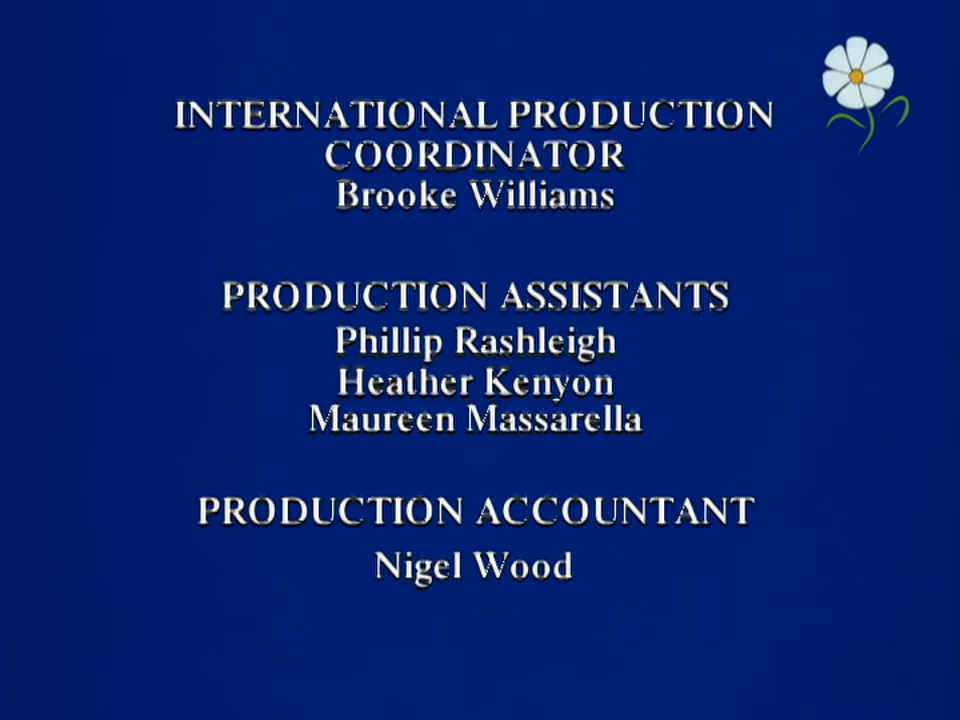 INTERNATIONAL PRODUCTION
COORDINATOR
Brooke Williams
PRODUCTION ASSISTANTS
Phillip Rashleigh
Heather Kenyon
Maureen Massarella
PRODUCTION ACCOUNTANT
Nigel Wood